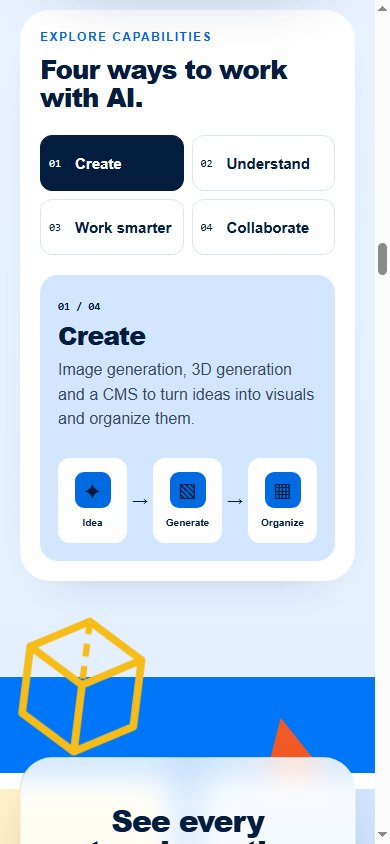 EXPLORE CAPABILITIES
Four ways to work
with AI.
01 Create
02 Understand
03 Work smarter
04 Collaborate
01 / 04
Create
Image generation, 3D generation
and a CMS to turn ideas into visuals
and organize them.
Idea → Generate → Organize
See every